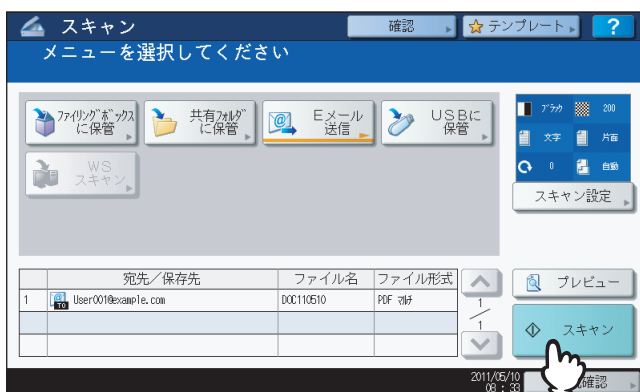 スキャン
確認
テンプレート
?
メニューを選択してください
ファイリングボックス
に保管
共有フォルダ
に保管
Eメール
送信
USBに
保管
WS
スキャン
ブラック
200
文字
片面
0
自動
スキャン設定
宛先／保存先
ファイル名
ファイル形式
1
User001@example.com
DOC110510
PDF マルチ
TO
1
1
プレビュー
スキャン
2011/05/10
08:33
確認